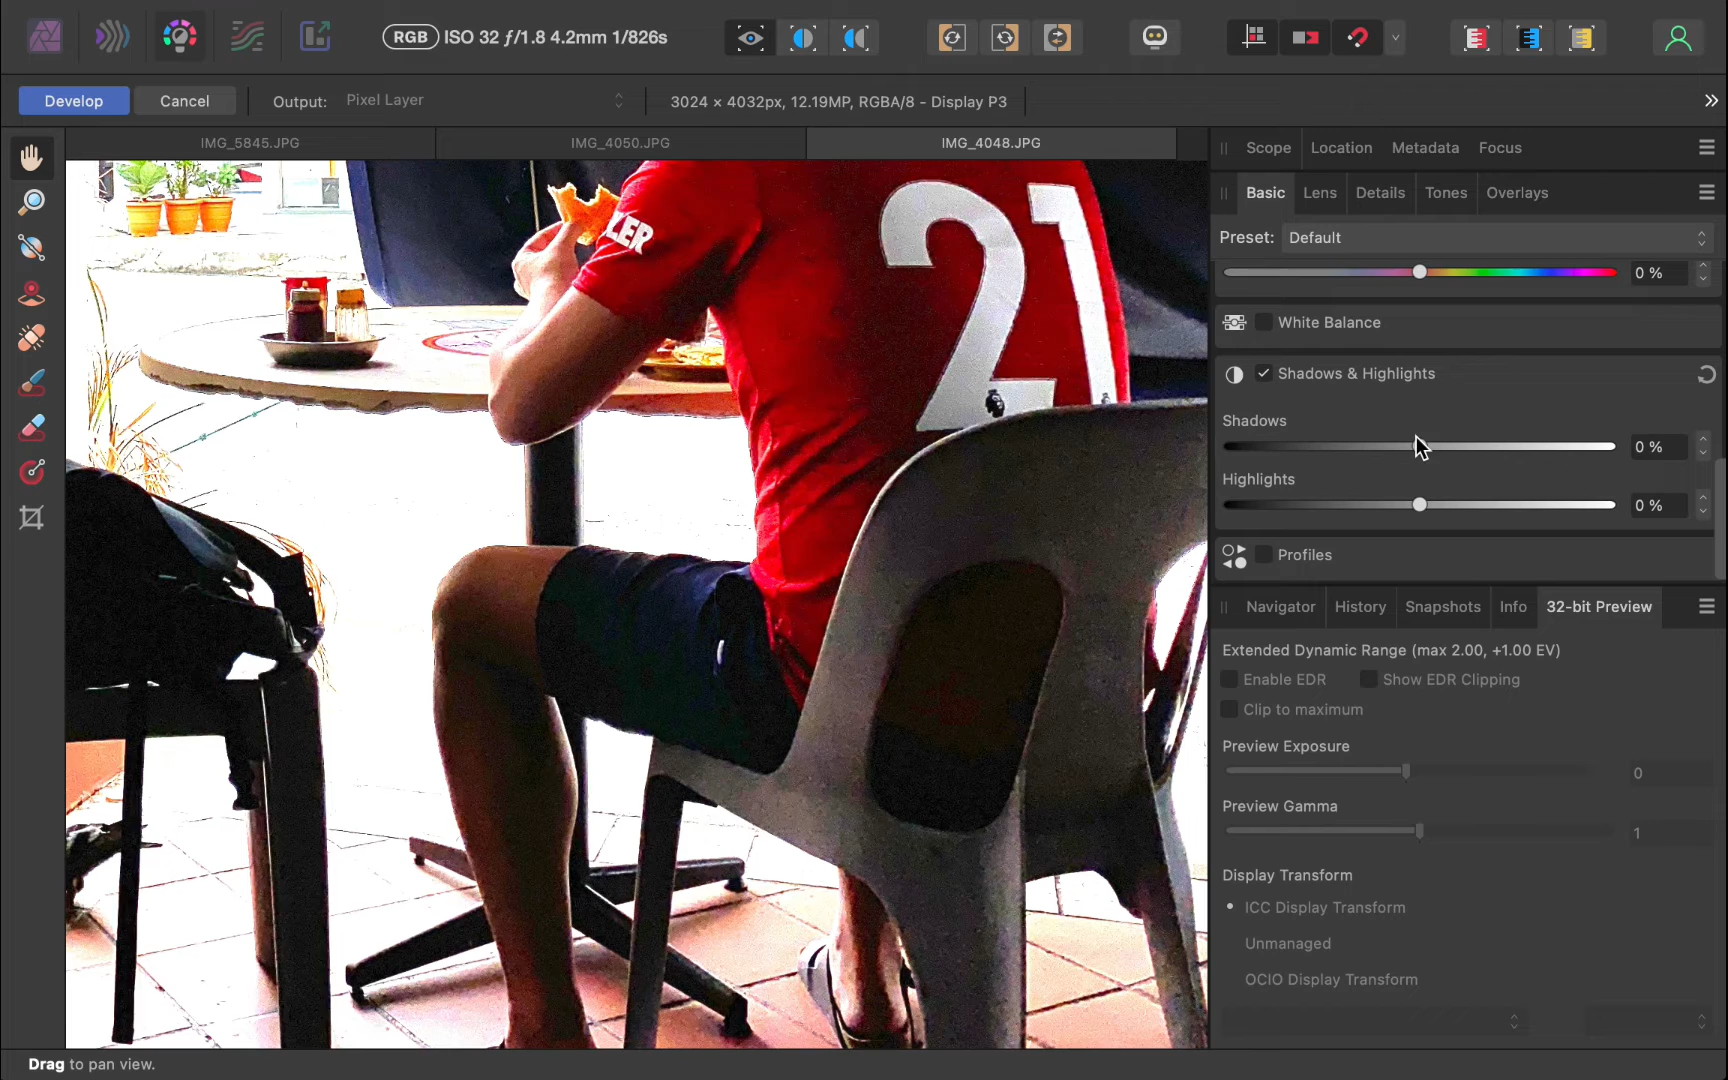 RGB ISO 32 ƒ/1.8 4.2mm 1/826s
Develop
Cancel
Output:
Pixel Layer
3024 × 4032px, 12.19MP, RGBA/8 - Display P3
IMG_5845.JPG
IMG_4050.JPG
IMG_4048.JPG
LER
21
Scope
Location
Metadata
Focus
Basic
Lens
Details
Tones
Overlays
Preset:
Default
0 %
White Balance
Shadows & Highlights
Shadows
0 %
Highlights
0 %
Profiles
Navigator
History
Snapshots
Info
32-bit Preview
Extended Dynamic Range (max 2.00, +1.00 EV)
Enable EDR
Show EDR Clipping
Clip to maximum
Preview Exposure
0
Preview Gamma
1
Display Transform
ICC Display Transform
Unmanaged
OCIO Display Transform
Drag to pan view.